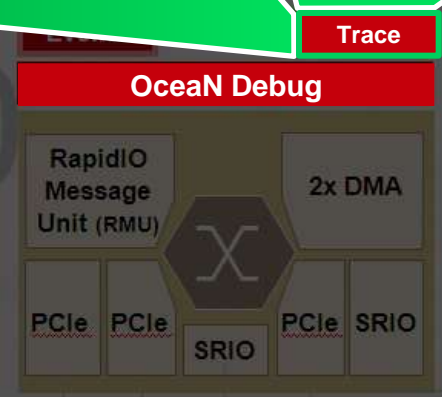 Trace
OceaN Debug
RapidIO
Message
Unit (RMU)
2x DMA
PCIe
PCIe
SRIO
PCIe
SRIO